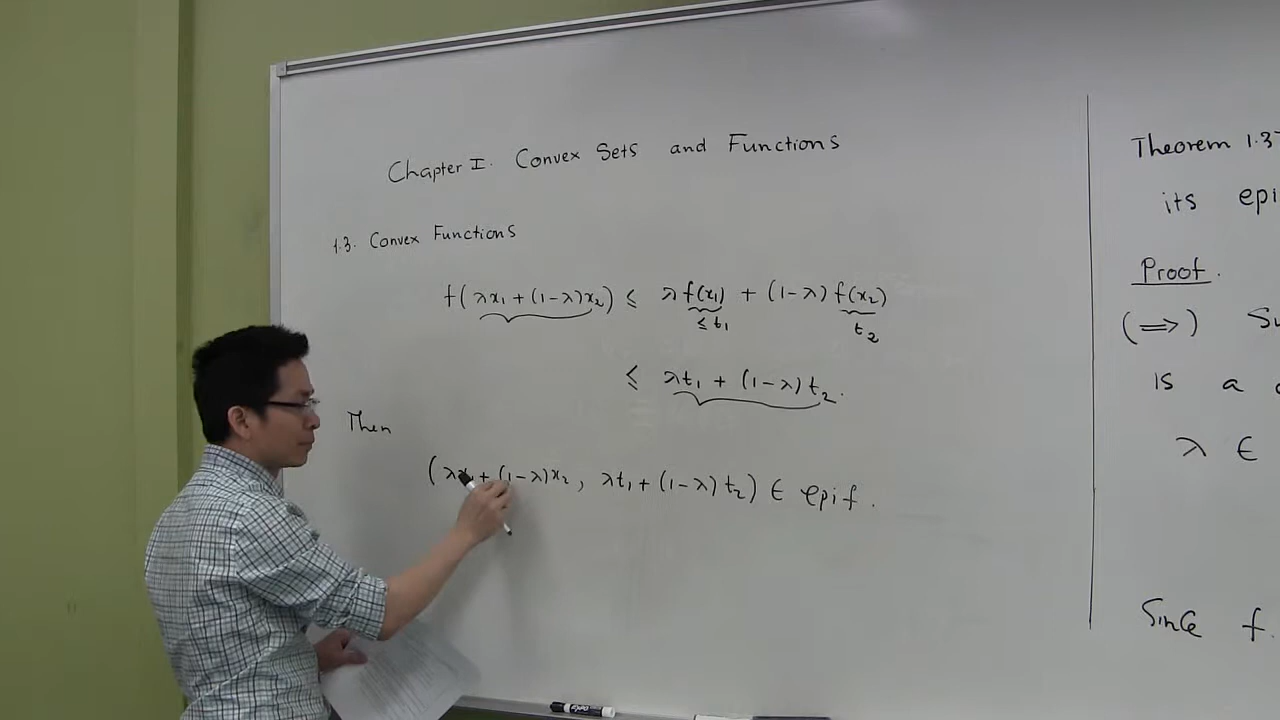 Chapter I. Convex Sets and Functions
1.3. Convex Functions
f(λx₁ + (1-λ)x₂) ≤ λf(x₁) + (1-λ) f(x₂)
≤ t₁ t₂
≤ λt₁ + (1-λ) t₂.
Then
(λx₁ + (1-λ)x₂, λt₁ + (1-λ) t₂) ∈ epi f.
Theorem 1.3
its epi
Proof.
(⟹)
is a
λ ∈
Since f